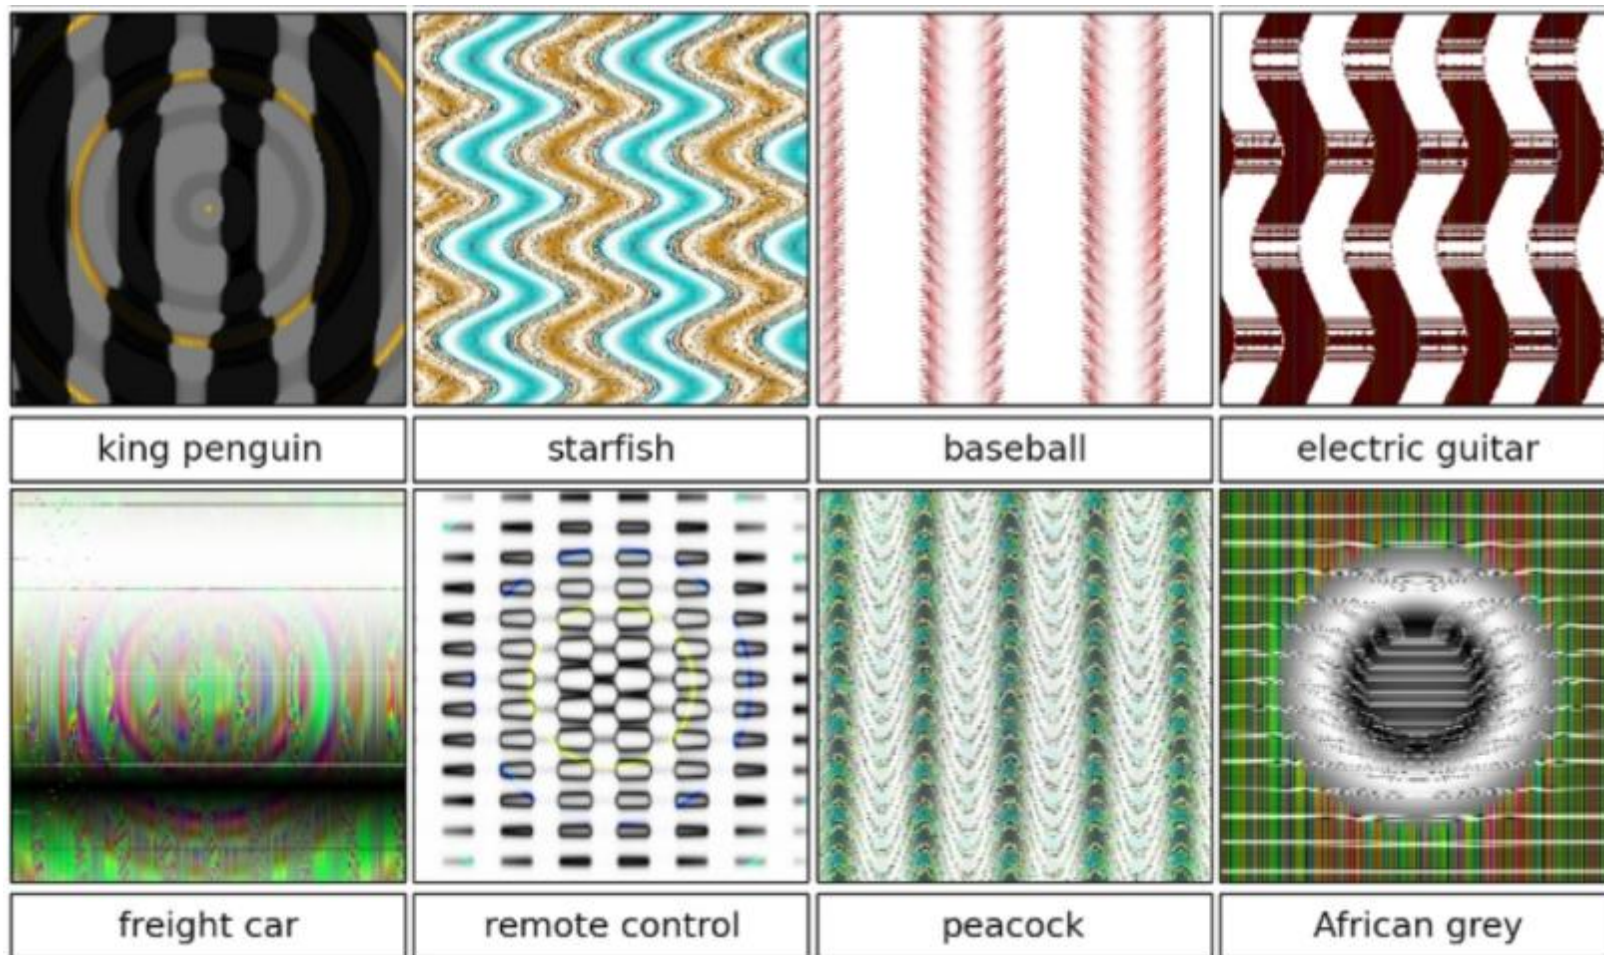 king penguin
starfish
baseball
electric guitar
freight car
remote control
peacock
African grey